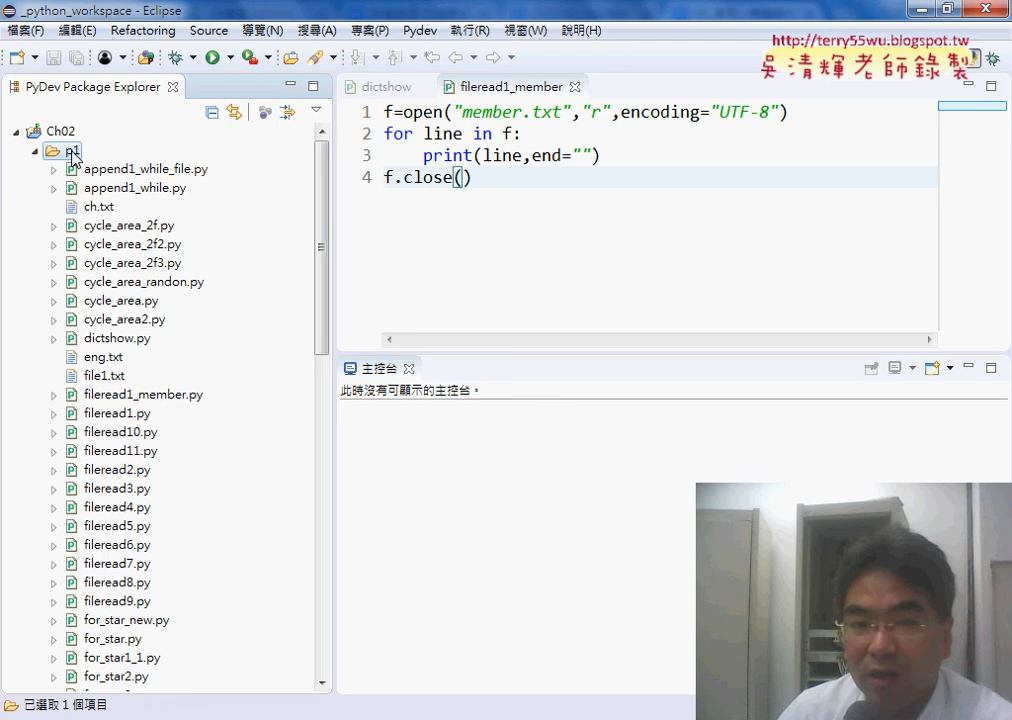 _python_workspace - Eclipse
檔案(F) 編輯(E) Refactoring Source 導覽(N) 搜尋(A) 專案(P) Pydev 執行(R) 視窗(W) 說明(H)
http://terry55wu.blogspot.tw
吳清輝老師錄製
PyDev Package Explorer
Ch02
p1
append1_while_file.py
append1_while.py
ch.txt
cycle_area_2f.py
cycle_area_2f2.py
cycle_area_2f3.py
cycle_area_randon.py
cycle_area.py
cycle_area2.py
dictshow.py
eng.txt
file1.txt
fileread1_member.py
fileread1.py
fileread10.py
fileread11.py
fileread2.py
fileread3.py
fileread4.py
fileread5.py
fileread6.py
fileread7.py
fileread8.py
fileread9.py
for_star_new.py
for_star.py
for_star1_1.py
for_star2.py
dictshow fileread1_member
1 f=open("member.txt","r",encoding="UTF-8")
2 for line in f:
3 print(line,end="")
4 f.close()
主控台
此時沒有可顯示的主控台。
已選取 1 個項目